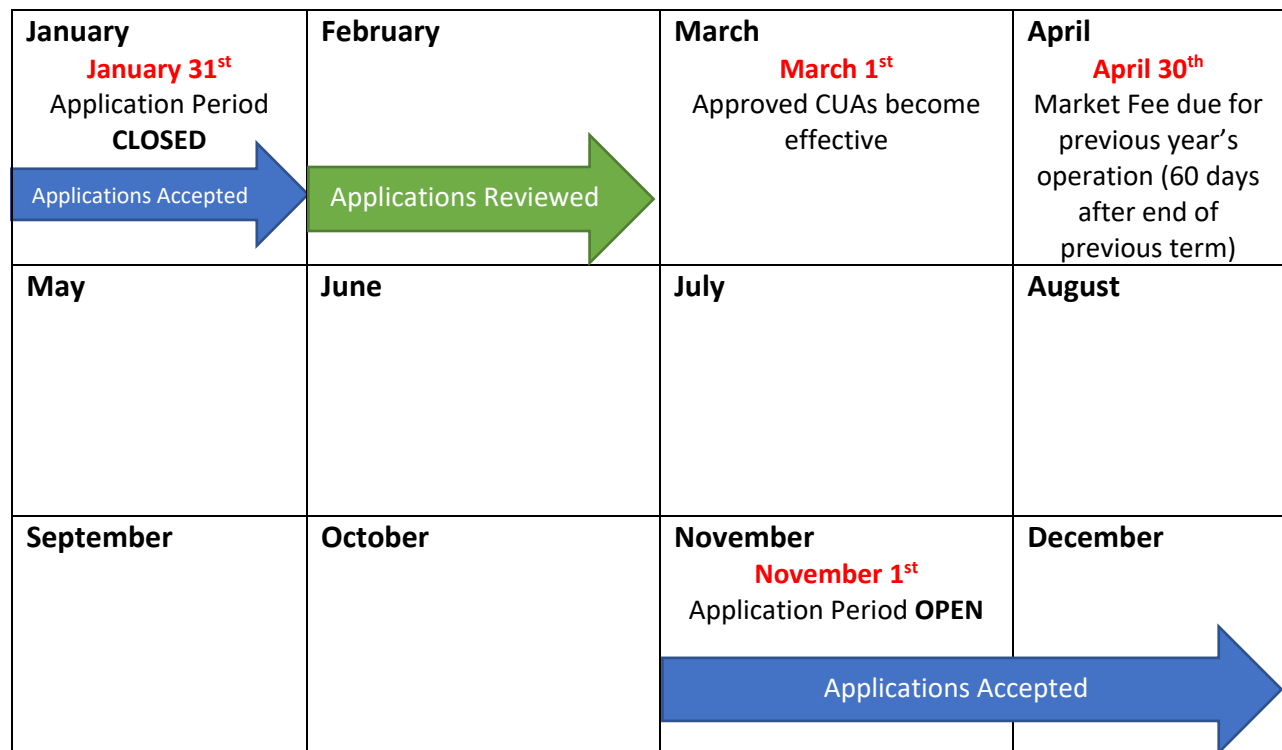 January
January 31st
Application Period
CLOSED
Applications Accepted
February
Applications Reviewed
March
March 1st
Approved CUAs become
effective
April
April 30th
Market Fee due for
previous year’s
operation (60 days
after end of
previous term)
May
June
July
August
September
October
November
November 1st
Application Period OPEN
December
Applications Accepted